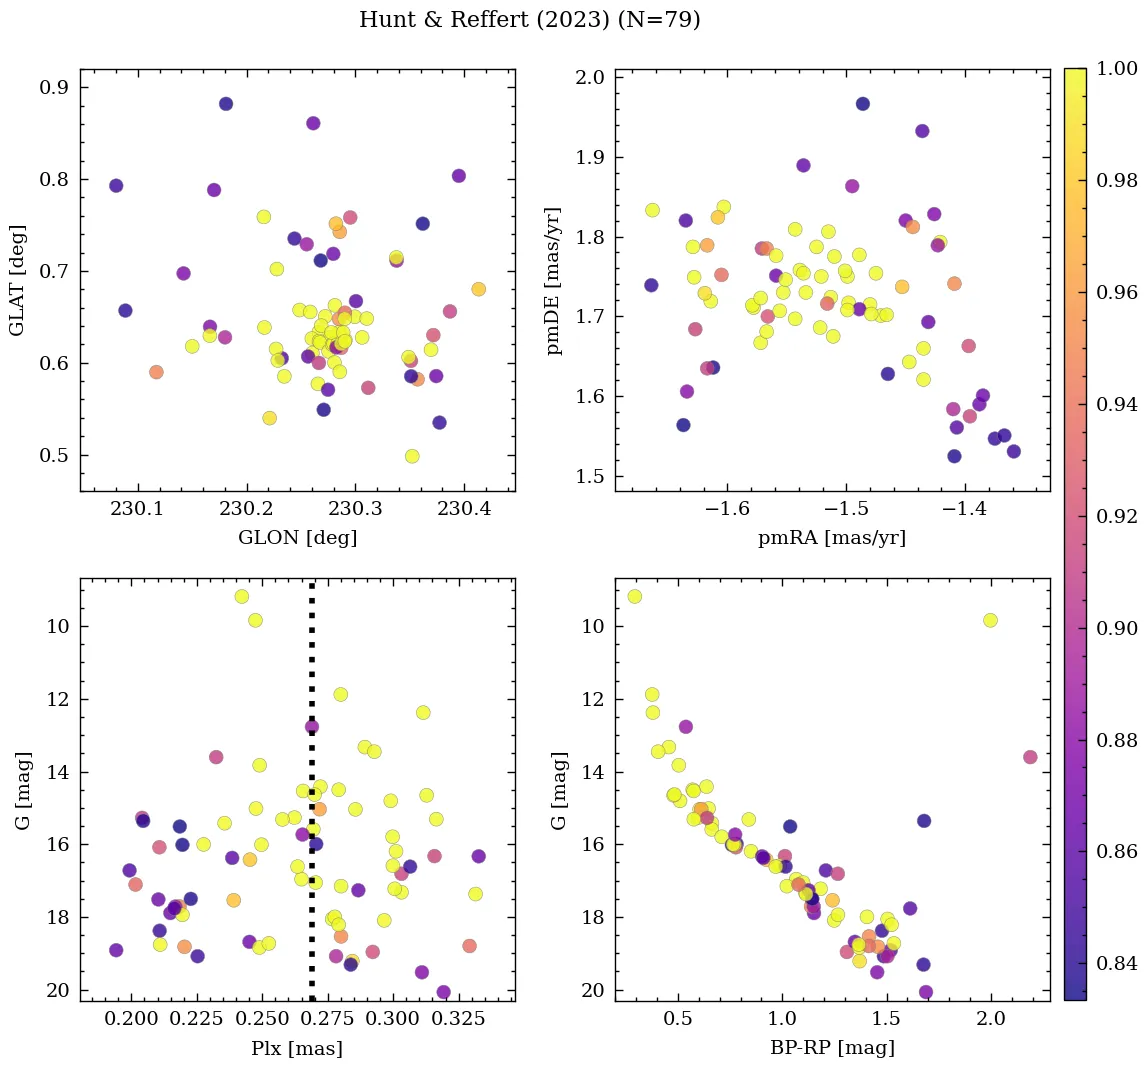 Hunt & Reffert (2023) (N=79)
GLAT [deg]
0.9
0.8
0.7
0.6
0.5
230.1 230.2 230.3 230.4
GLON [deg]
pmDE [mas/yr]
2.0
1.9
1.8
1.7
1.6
1.5
−1.6 −1.5 −1.4
pmRA [mas/yr]
G [mag]
10
12
14
16
18
20
0.200 0.225 0.250 0.275 0.300 0.325
Plx [mas]
G [mag]
10
12
14
16
18
20
0.5 1.0 1.5 2.0
BP-RP [mag]
1.00
0.98
0.96
0.94
0.92
0.90
0.88
0.86
0.84